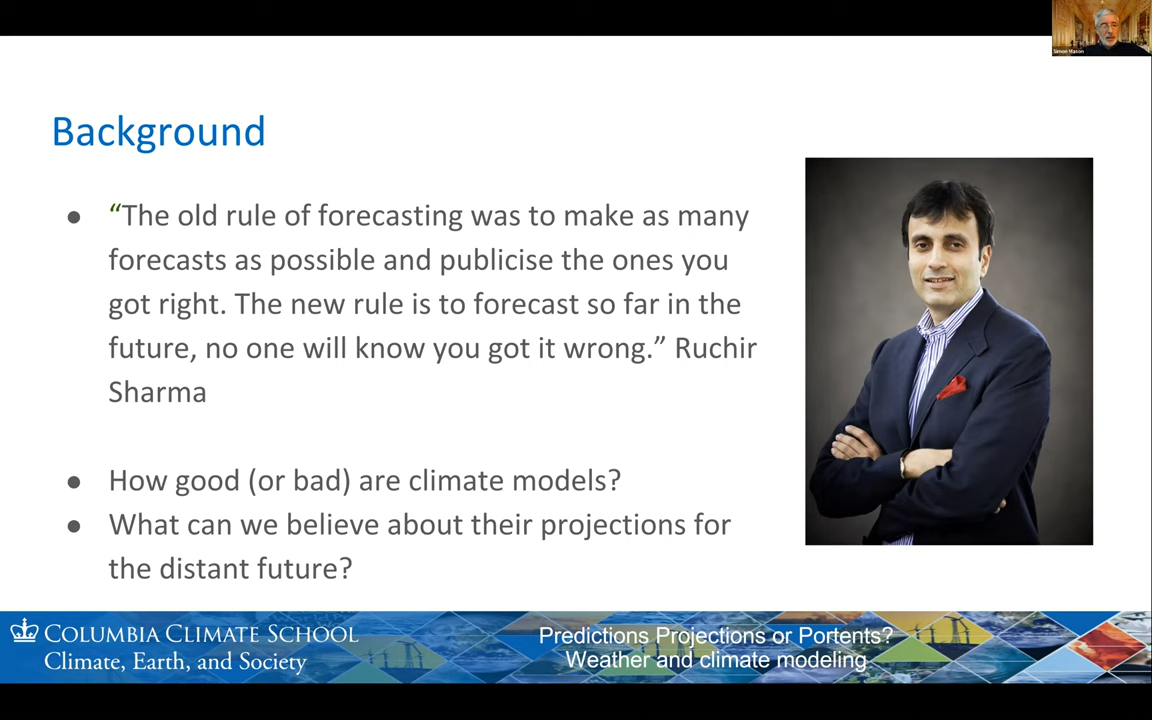 Simon Mason
Background
● “The old rule of forecasting was to make as many
forecasts as possible and publicise the ones you
got right. The new rule is to forecast so far in the
future, no one will know you got it wrong.” Ruchir
Sharma
● How good (or bad) are climate models?
● What can we believe about their projections for
the distant future?
COLUMBIA CLIMATE SCHOOL
Climate, Earth, and Society
Predictions Projections or Portents?
Weather and climate modeling